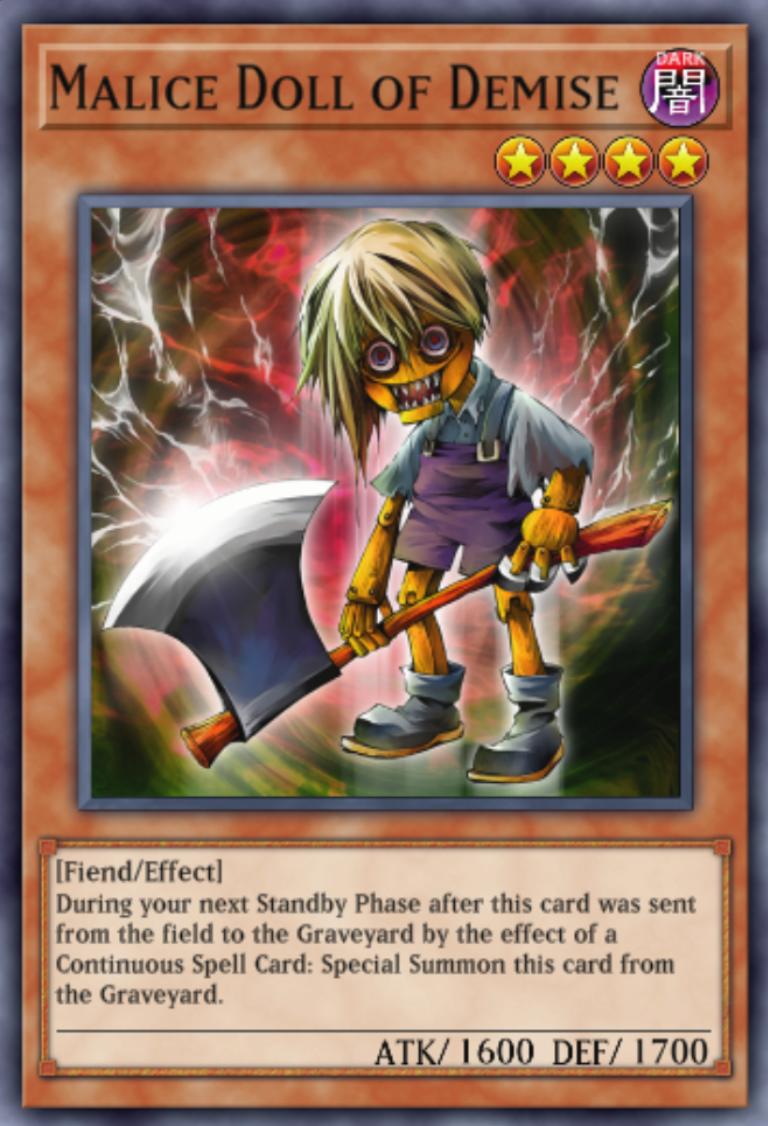 MALICE DOLL OF DEMISE
DARK
闇
[Fiend/Effect]
During your next Standby Phase after this card was sent
from the field to the Graveyard by the effect of a
Continuous Spell Card: Special Summon this card from
the Graveyard.
ATK/ 1600 DEF/ 1700